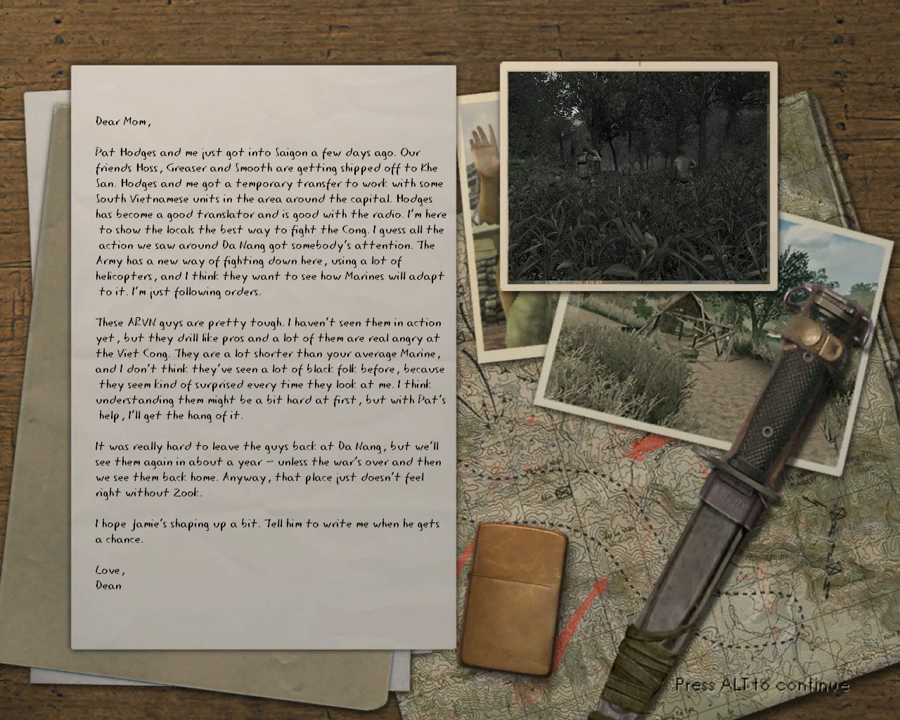 Dear Mom,
Pat Hodges and me just got into Saigon a few days ago. Our
friends Hoss, Greaser and Smooth are getting shipped off to Khe
San. Hodges and me got a temporary transfer to work with some
South Vietnamese units in the area around the capital. Hodges
has become a good translator and is good with the radio. I'm here
to show the locals the best way to fight the Cong. I guess all the
action we saw around Da Nang got somebody's attention. The
Army has a new way of fighting down here, using a lot of
helicopters, and I think they want to see how Marines will adapt
to it. I'm just following orders.
These ARVN guys are pretty tough. I haven't seen them in action
yet, but they drill like pros and a lot of them are real angry at
the Viet Cong. They are a lot shorter than your average Marine,
and I don't think they've seen a lot of black folk before, because
they seem kind of surprised every time they look at me. I think
understanding them might be a bit hard at first, but with Pat's
help, I'll get the hang of it.
It was really hard to leave the guys back at Da Nang, but we'll
see them again in about a year - unless the war's over and then
we see them back home. Anyway, that place just doesn't feel
right without Zook.
I hope Jamie's shaping up a bit. Tell him to write me when he gets
a chance.
Love,
Dean
Press ALT to continue